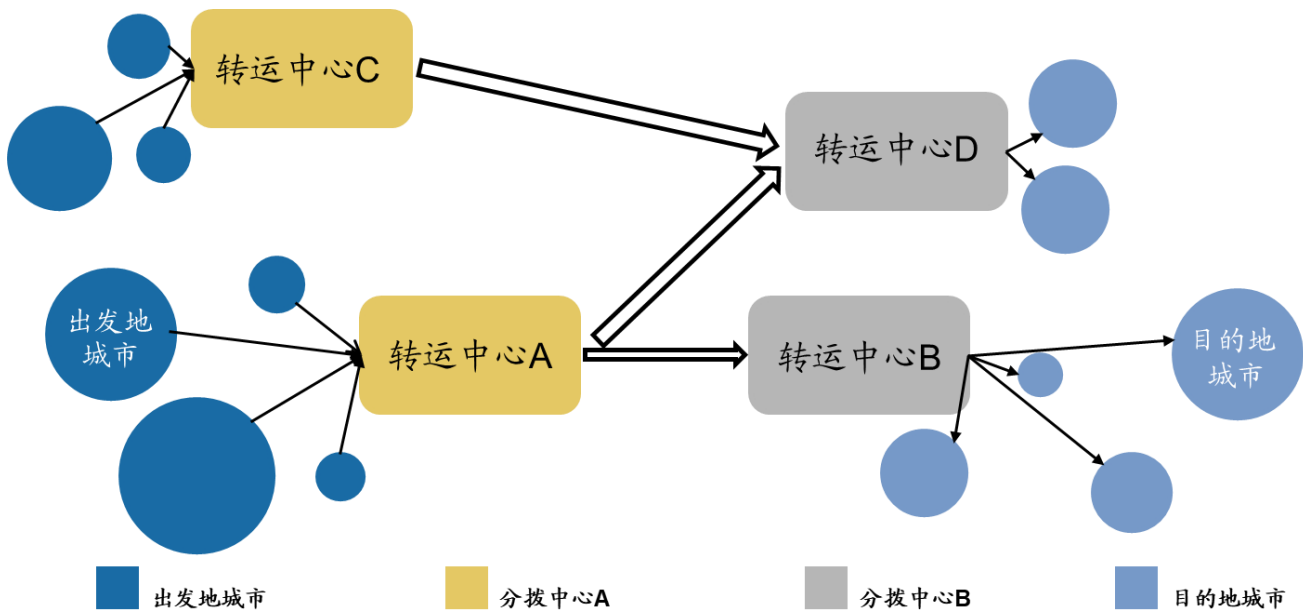 转运中心C
转运中心D
出发地
城市
转运中心A
转运中心B
目的地
城市
出发地城市
分拨中心A
分拨中心B
目的地城市